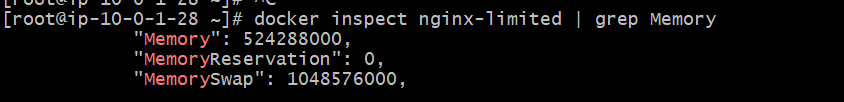 [root@ip-10-0-1-28 ~]# ^C
[root@ip-10-0-1-28 ~]# docker inspect nginx-limited | grep Memory
            "Memory": 524288000,
            "MemoryReservation": 0,
            "MemorySwap": 1048576000,